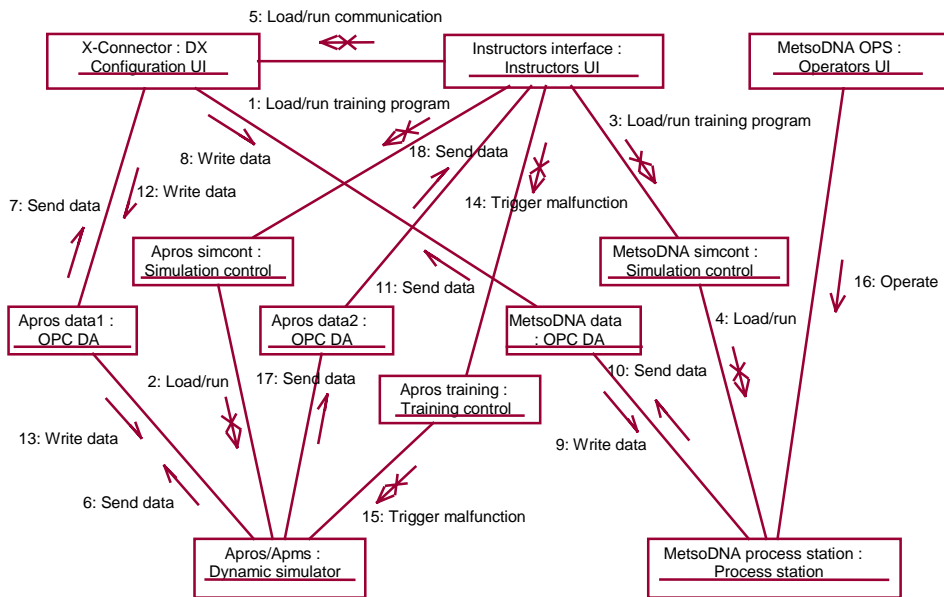 5: Load/run communication
X-Connector : DX
Configuration UI
Instructors interface :
Instructors UI
MetsoDNA OPS :
Operators UI
1: Load/run training program
3: Load/run training program
8: Write data
18: Send data
12: Write data
7: Send data
14: Trigger malfunction
Apros simcont :
Simulation control
MetsoDNA simcont :
Simulation control
11: Send data
16: Operate
Apros data1 :
OPC DA
Apros data2 :
OPC DA
MetsoDNA data
: OPC DA
4: Load/run
2: Load/run
17: Send data
10: Send data
Apros training :
Training control
13: Write data
9: Write data
6: Send data
15: Trigger malfunction
Apros/Apms :
Dynamic simulator
MetsoDNA process station :
Process station